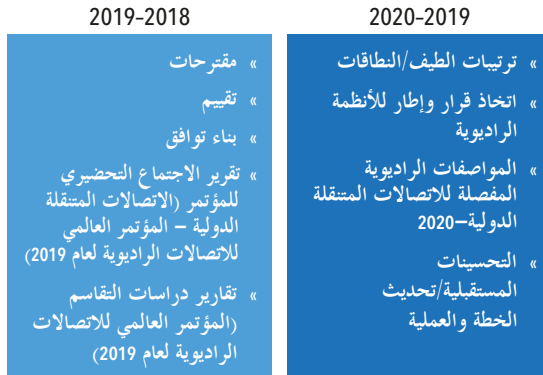 2020-2019
» ترتيبات الطيف/النطاقات
» اتخاذ قرار وإطار للأنظمة
الراديوية
» المواصفات الراديوية
المفصلة للاتصالات المتنقلة
الدولية–2020
» التحسينات
المستقبلية/تحديث
الخطة والعملية
2019-2018
» مقترحات
» تقييم
» بناء توافق
» تقرير الاجتماع التحضيري
للمؤتمر (الاتصالات المتنقلة
الدولية – المؤتمر العالمي
للاتصالات الراديوية لعام 2019)
» تقارير دراسات التقاسم
(المؤتمر العالمي للاتصالات
الراديوية لعام 2019)